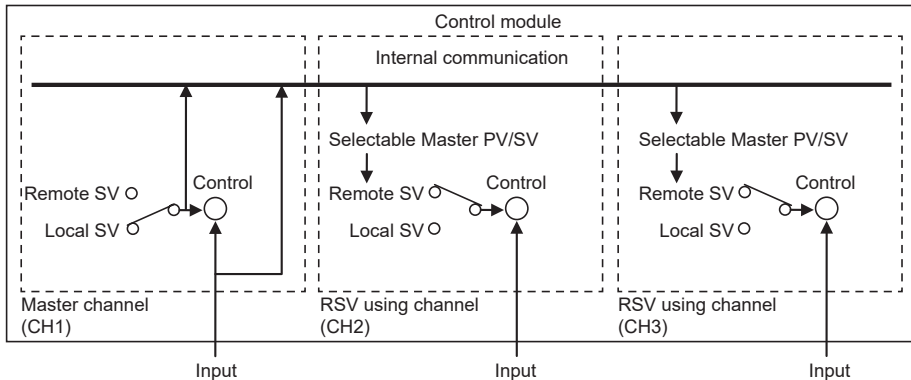 Control module
Internal communication
Selectable Master PV/SV
Selectable Master PV/SV
Remote SV
Control
Local SV
Remote SV
Control
Local SV
Remote SV
Control
Local SV
Master channel
(CH1)
RSV using channel
(CH2)
RSV using channel
(CH3)
Input
Input
Input